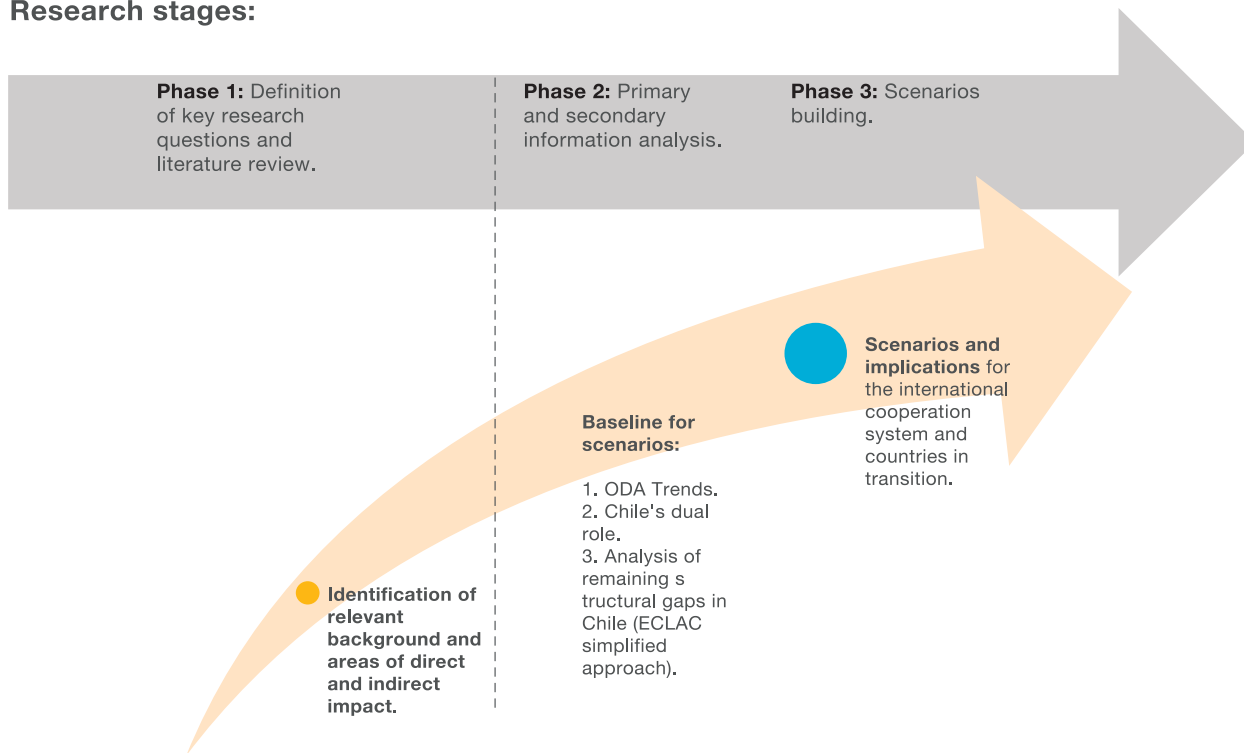 Research stages:
Phase 1: Definition
of key research
questions and
literature review.
Phase 2: Primary
and secondary
information analysis.
Phase 3: Scenarios
building.
Scenarios and
implications for
the international
cooperation
system and
countries in
transition.
Baseline for
scenarios:
1. ODA Trends.
2. Chile's dual
role.
3. Analysis of
remaining s
tructural gaps in
Chile (ECLAC
simplified
approach).
Identification of
relevant
background and
areas of direct
and indirect
impact.